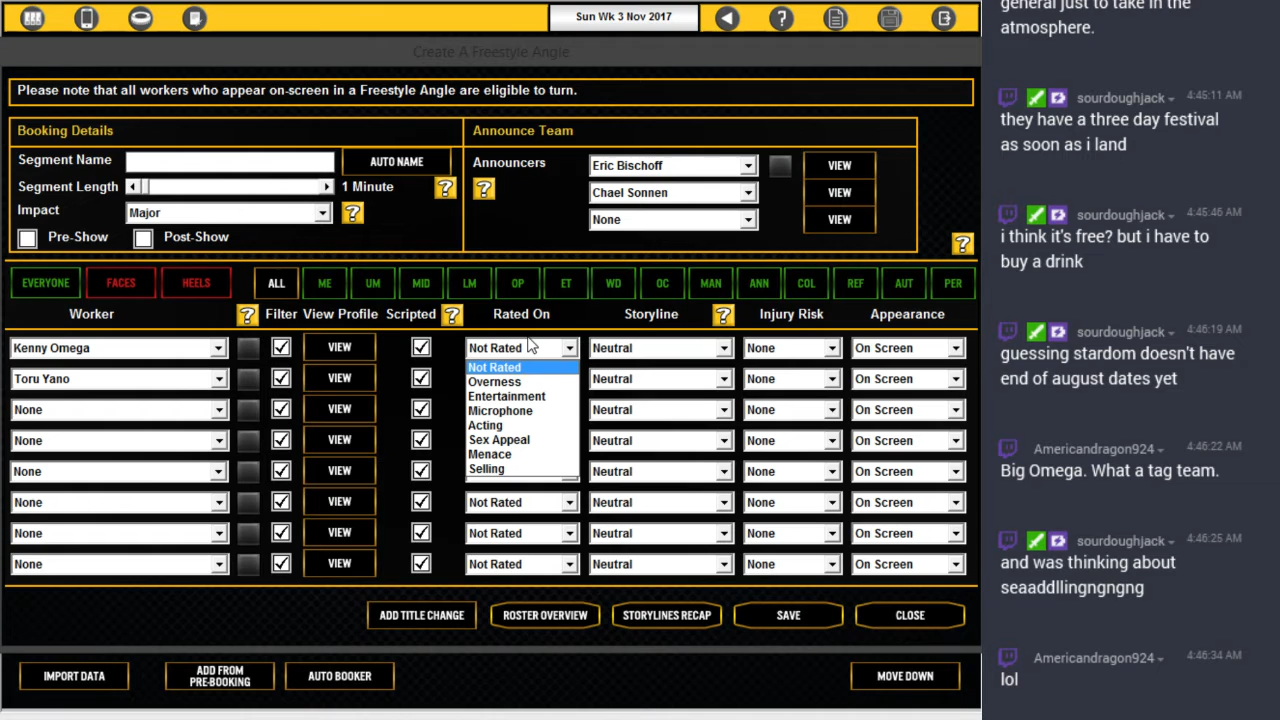 Sun Wk 3 Nov 2017
Create A Freestyle Angle
Please note that all workers who appear on-screen in a Freestyle Angle are eligible to turn.
Booking Details
Segment Name
AUTO NAME
Segment Length
1 Minute
?
Impact
Major
?
Pre-Show
Post-Show
Announce Team
Announcers
Eric Bischoff
VIEW
?
Chael Sonnen
VIEW
None
VIEW
?
EVERYONE FACES HEELS ALL ME UM MID LM OP ET WD OC MAN ANN COL REF AUT PER
Worker ? Filter View Profile Scripted ? Rated On Storyline ? Injury Risk Appearance
Kenny Omega VIEW Not Rated Neutral None On Screen
Toru Yano VIEW Neutral None On Screen
None VIEW Neutral None On Screen
None VIEW Neutral None On Screen
None VIEW Neutral None On Screen
None VIEW Not Rated Neutral None On Screen
None VIEW Not Rated Neutral None On Screen
None VIEW Not Rated Neutral None On Screen
Not Rated
Overness
Entertainment
Microphone
Acting
Sex Appeal
Menace
Selling
ADD TITLE CHANGE ROSTER OVERVIEW STORYLINES RECAP SAVE CLOSE
IMPORT DATA
ADD FROM
PRE-BOOKING
AUTO BOOKER
MOVE DOWN
general just to take in the
atmosphere.
sourdoughjack 4:45:11 AM
they have a three day festival
as soon as i land
sourdoughjack 4:45:46 AM
i think it's free? but i have to
buy a drink
sourdoughjack 4:46:19 AM
guessing stardom doesn't have
end of august dates yet
Americandragon924 4:46:22 AM
Big Omega. What a tag team.
sourdoughjack 4:46:25 AM
and was thinking about
seaaddllingngngng
Americandragon924 4:46:34 AM
lol